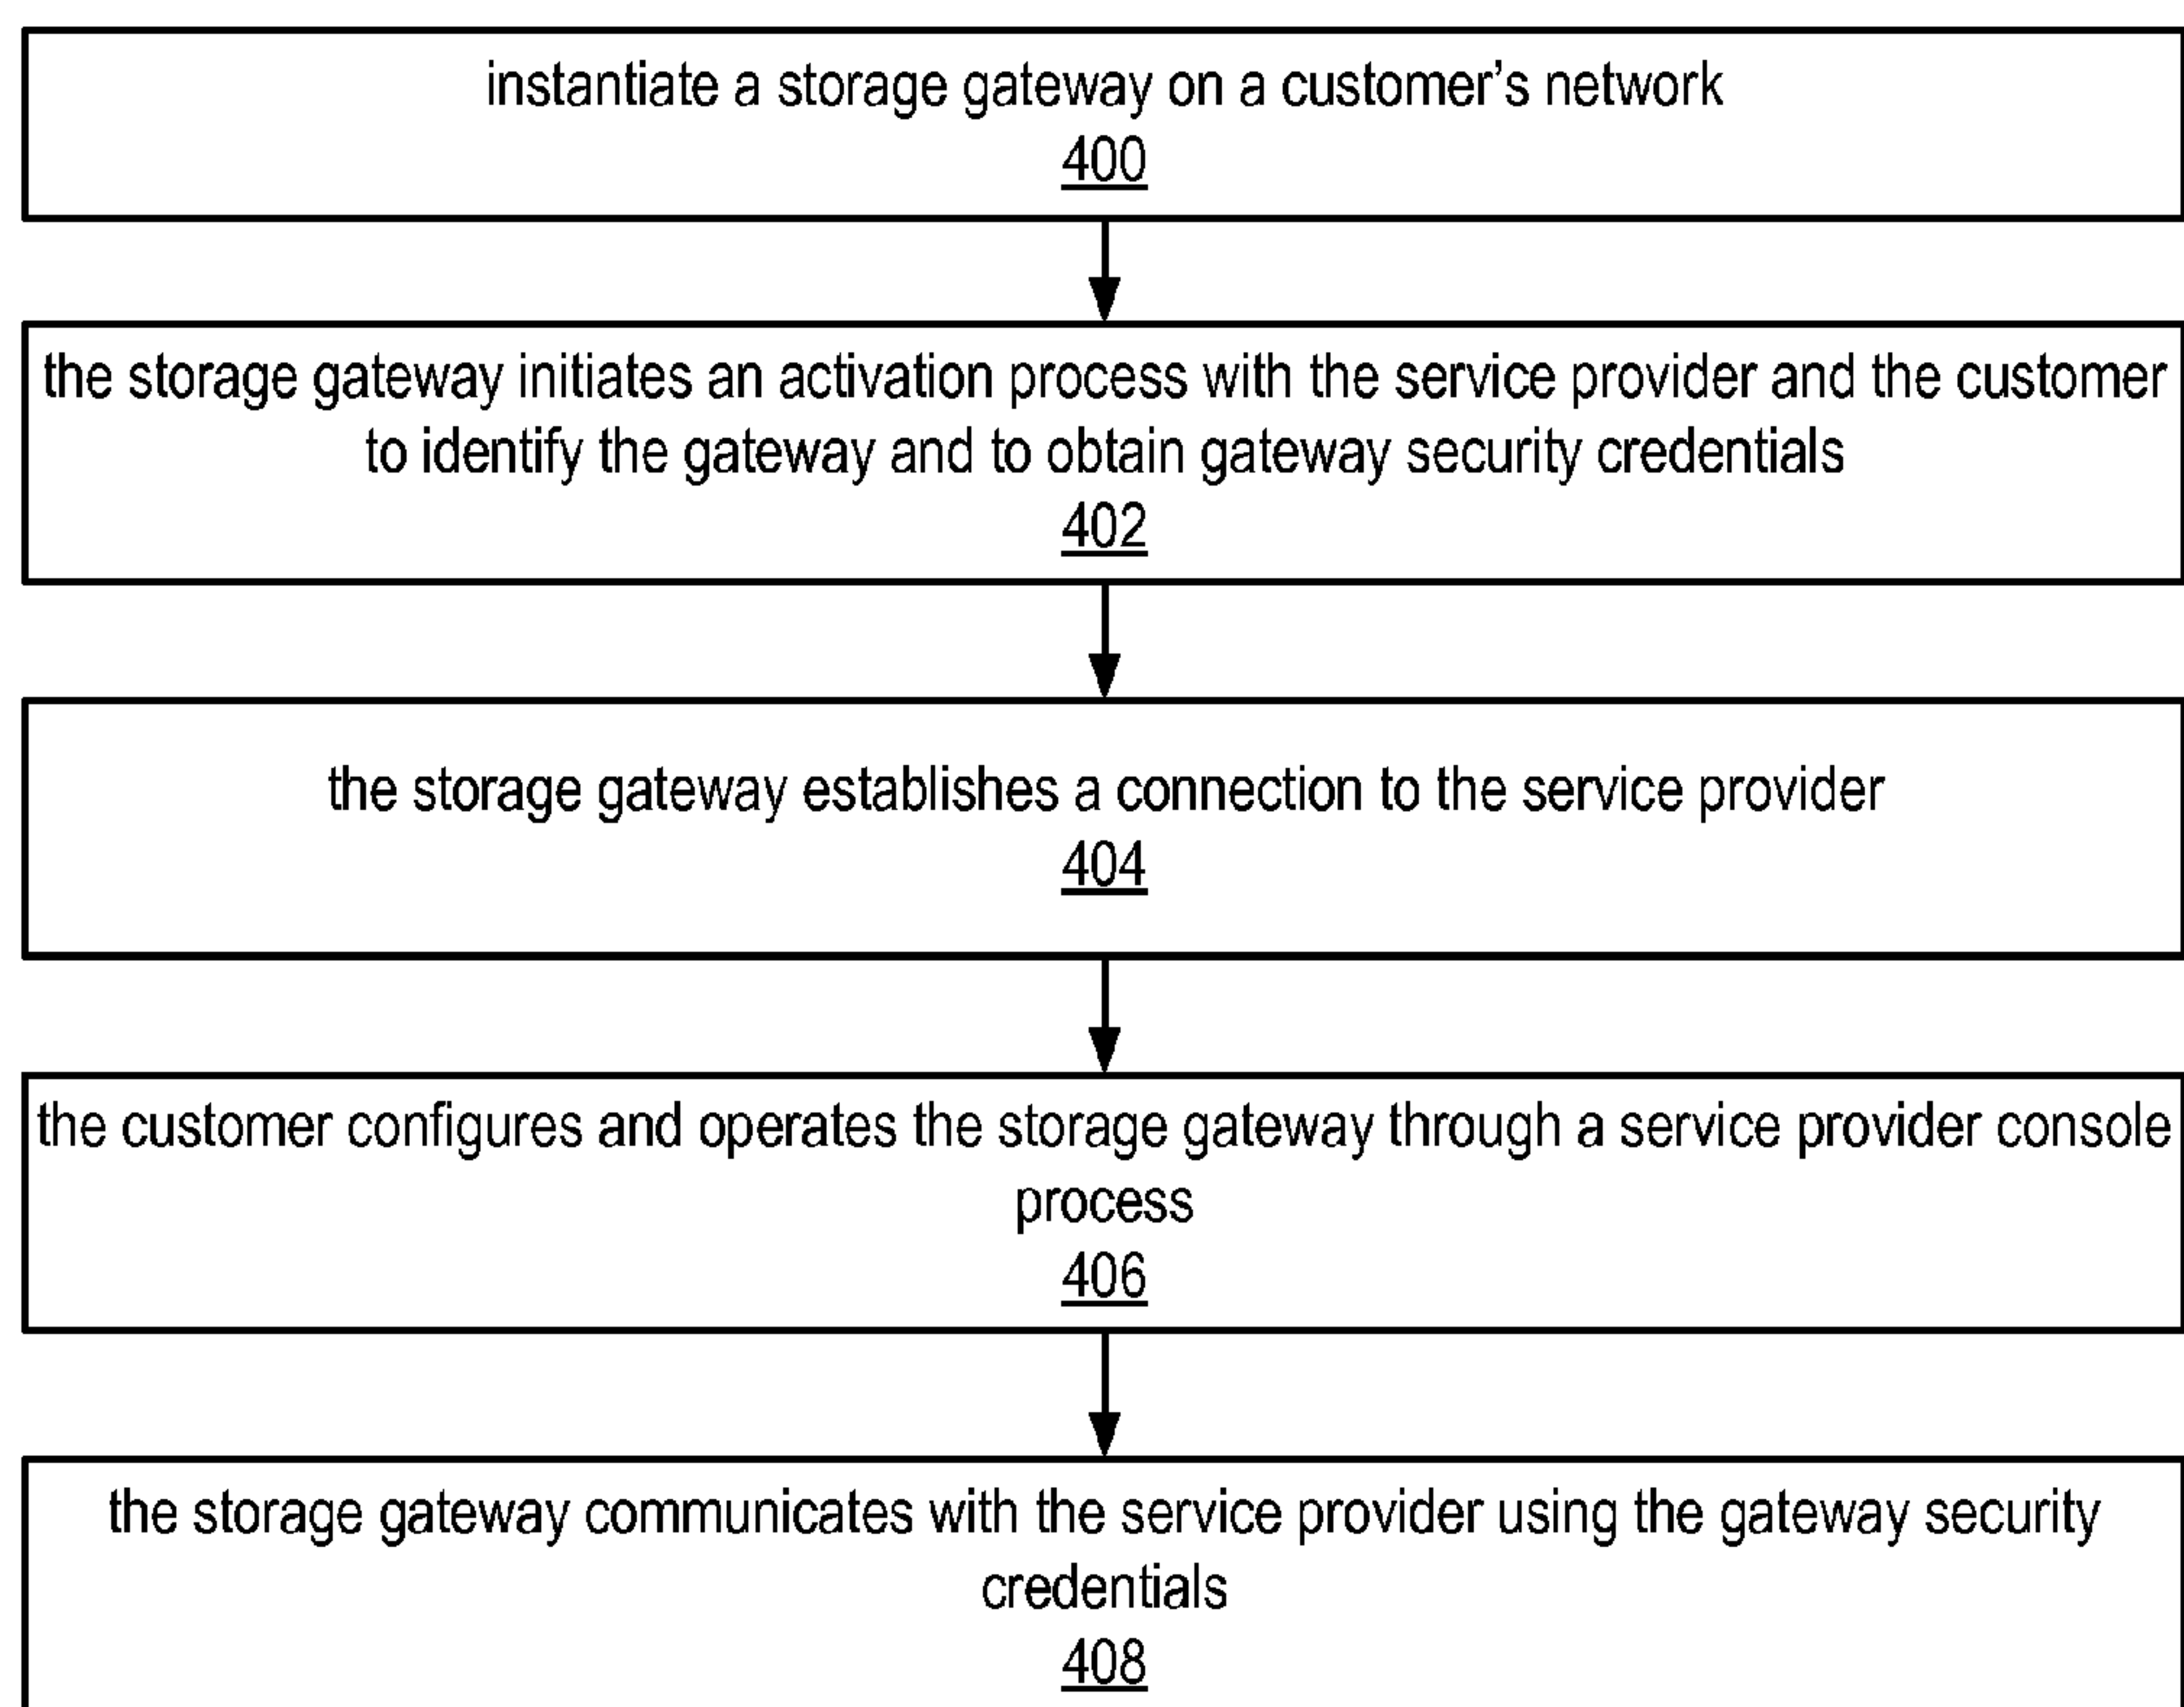 instantiate a storage gateway on a customer’s network
400
the storage gateway initiates an activation process with the service provider and the customer
to identify the gateway and to obtain gateway security credentials
402
the storage gateway establishes a connection to the service provider
404
the customer configures and operates the storage gateway through a service provider console
process
406
the storage gateway communicates with the service provider using the gateway security
credentials
408